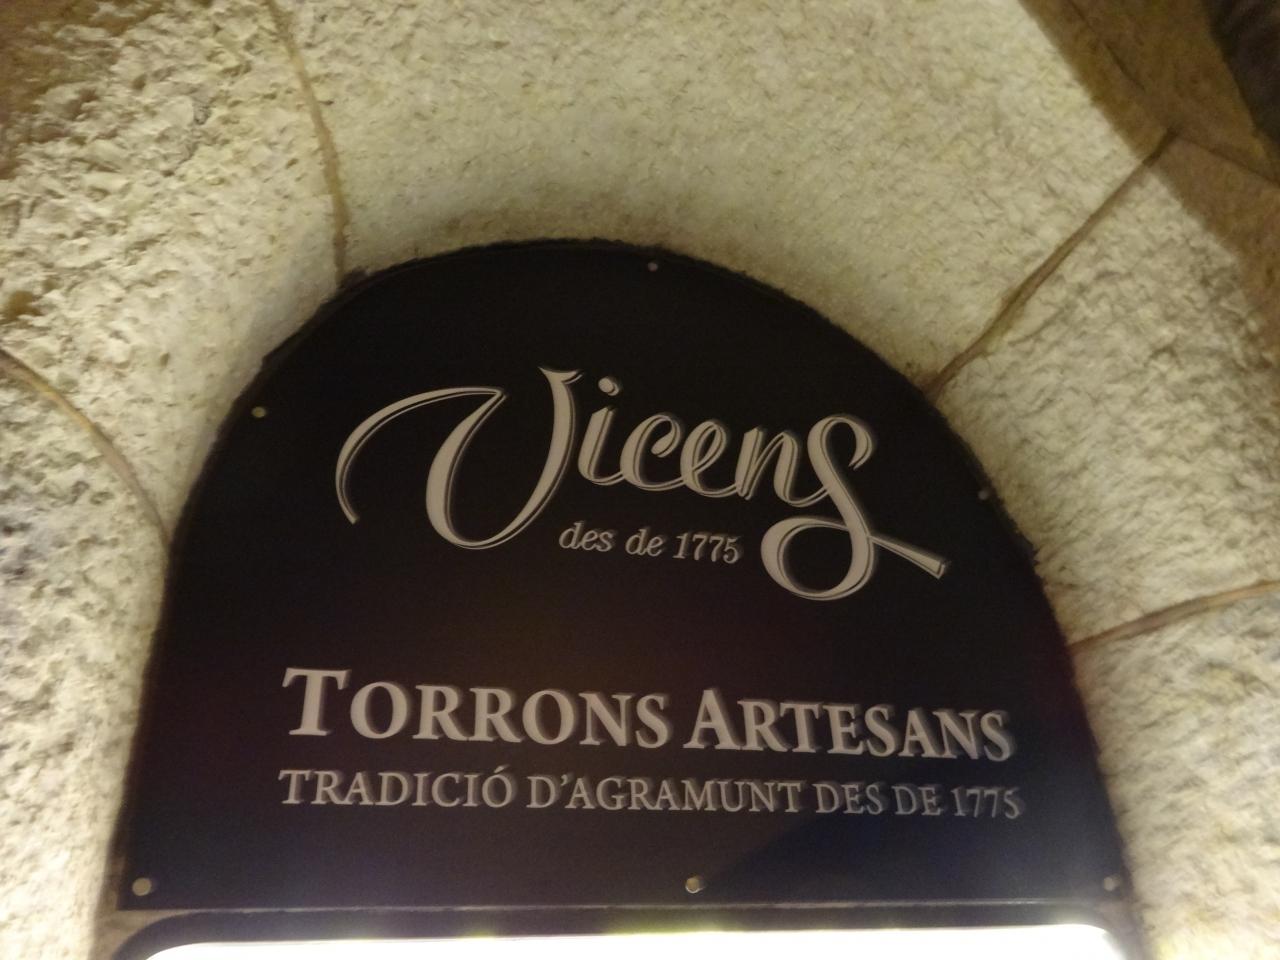 Vicens
des de 1775
TORRONS ARTESANS
TRADICIÓ D'AGRAMUNT DES DE 1775